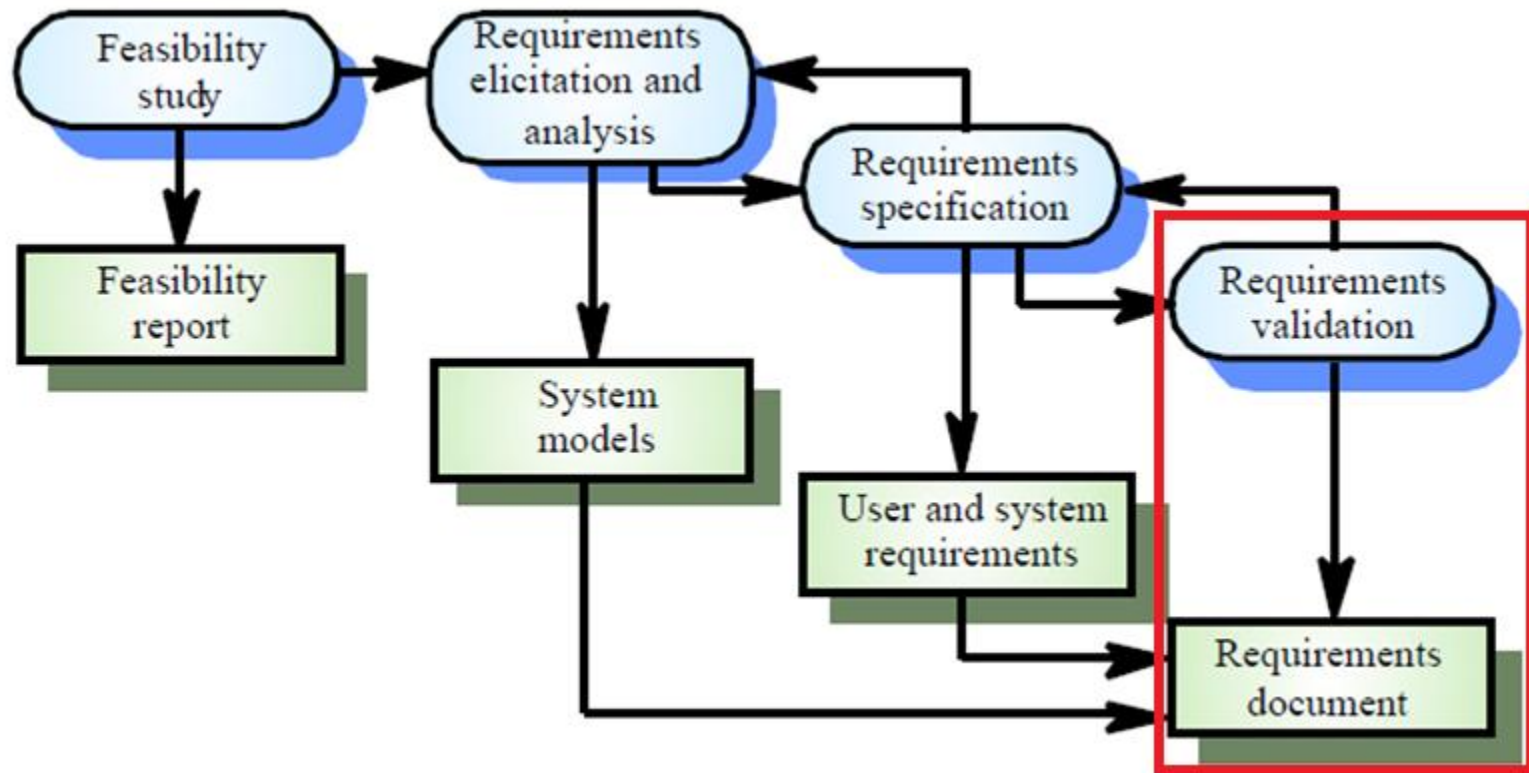 Feasibility
study
Requirements
elicitation and
analysis
Requirements
specification
Requirements
validation
Feasibility
report
System
models
User and system
requirements
Requirements
document